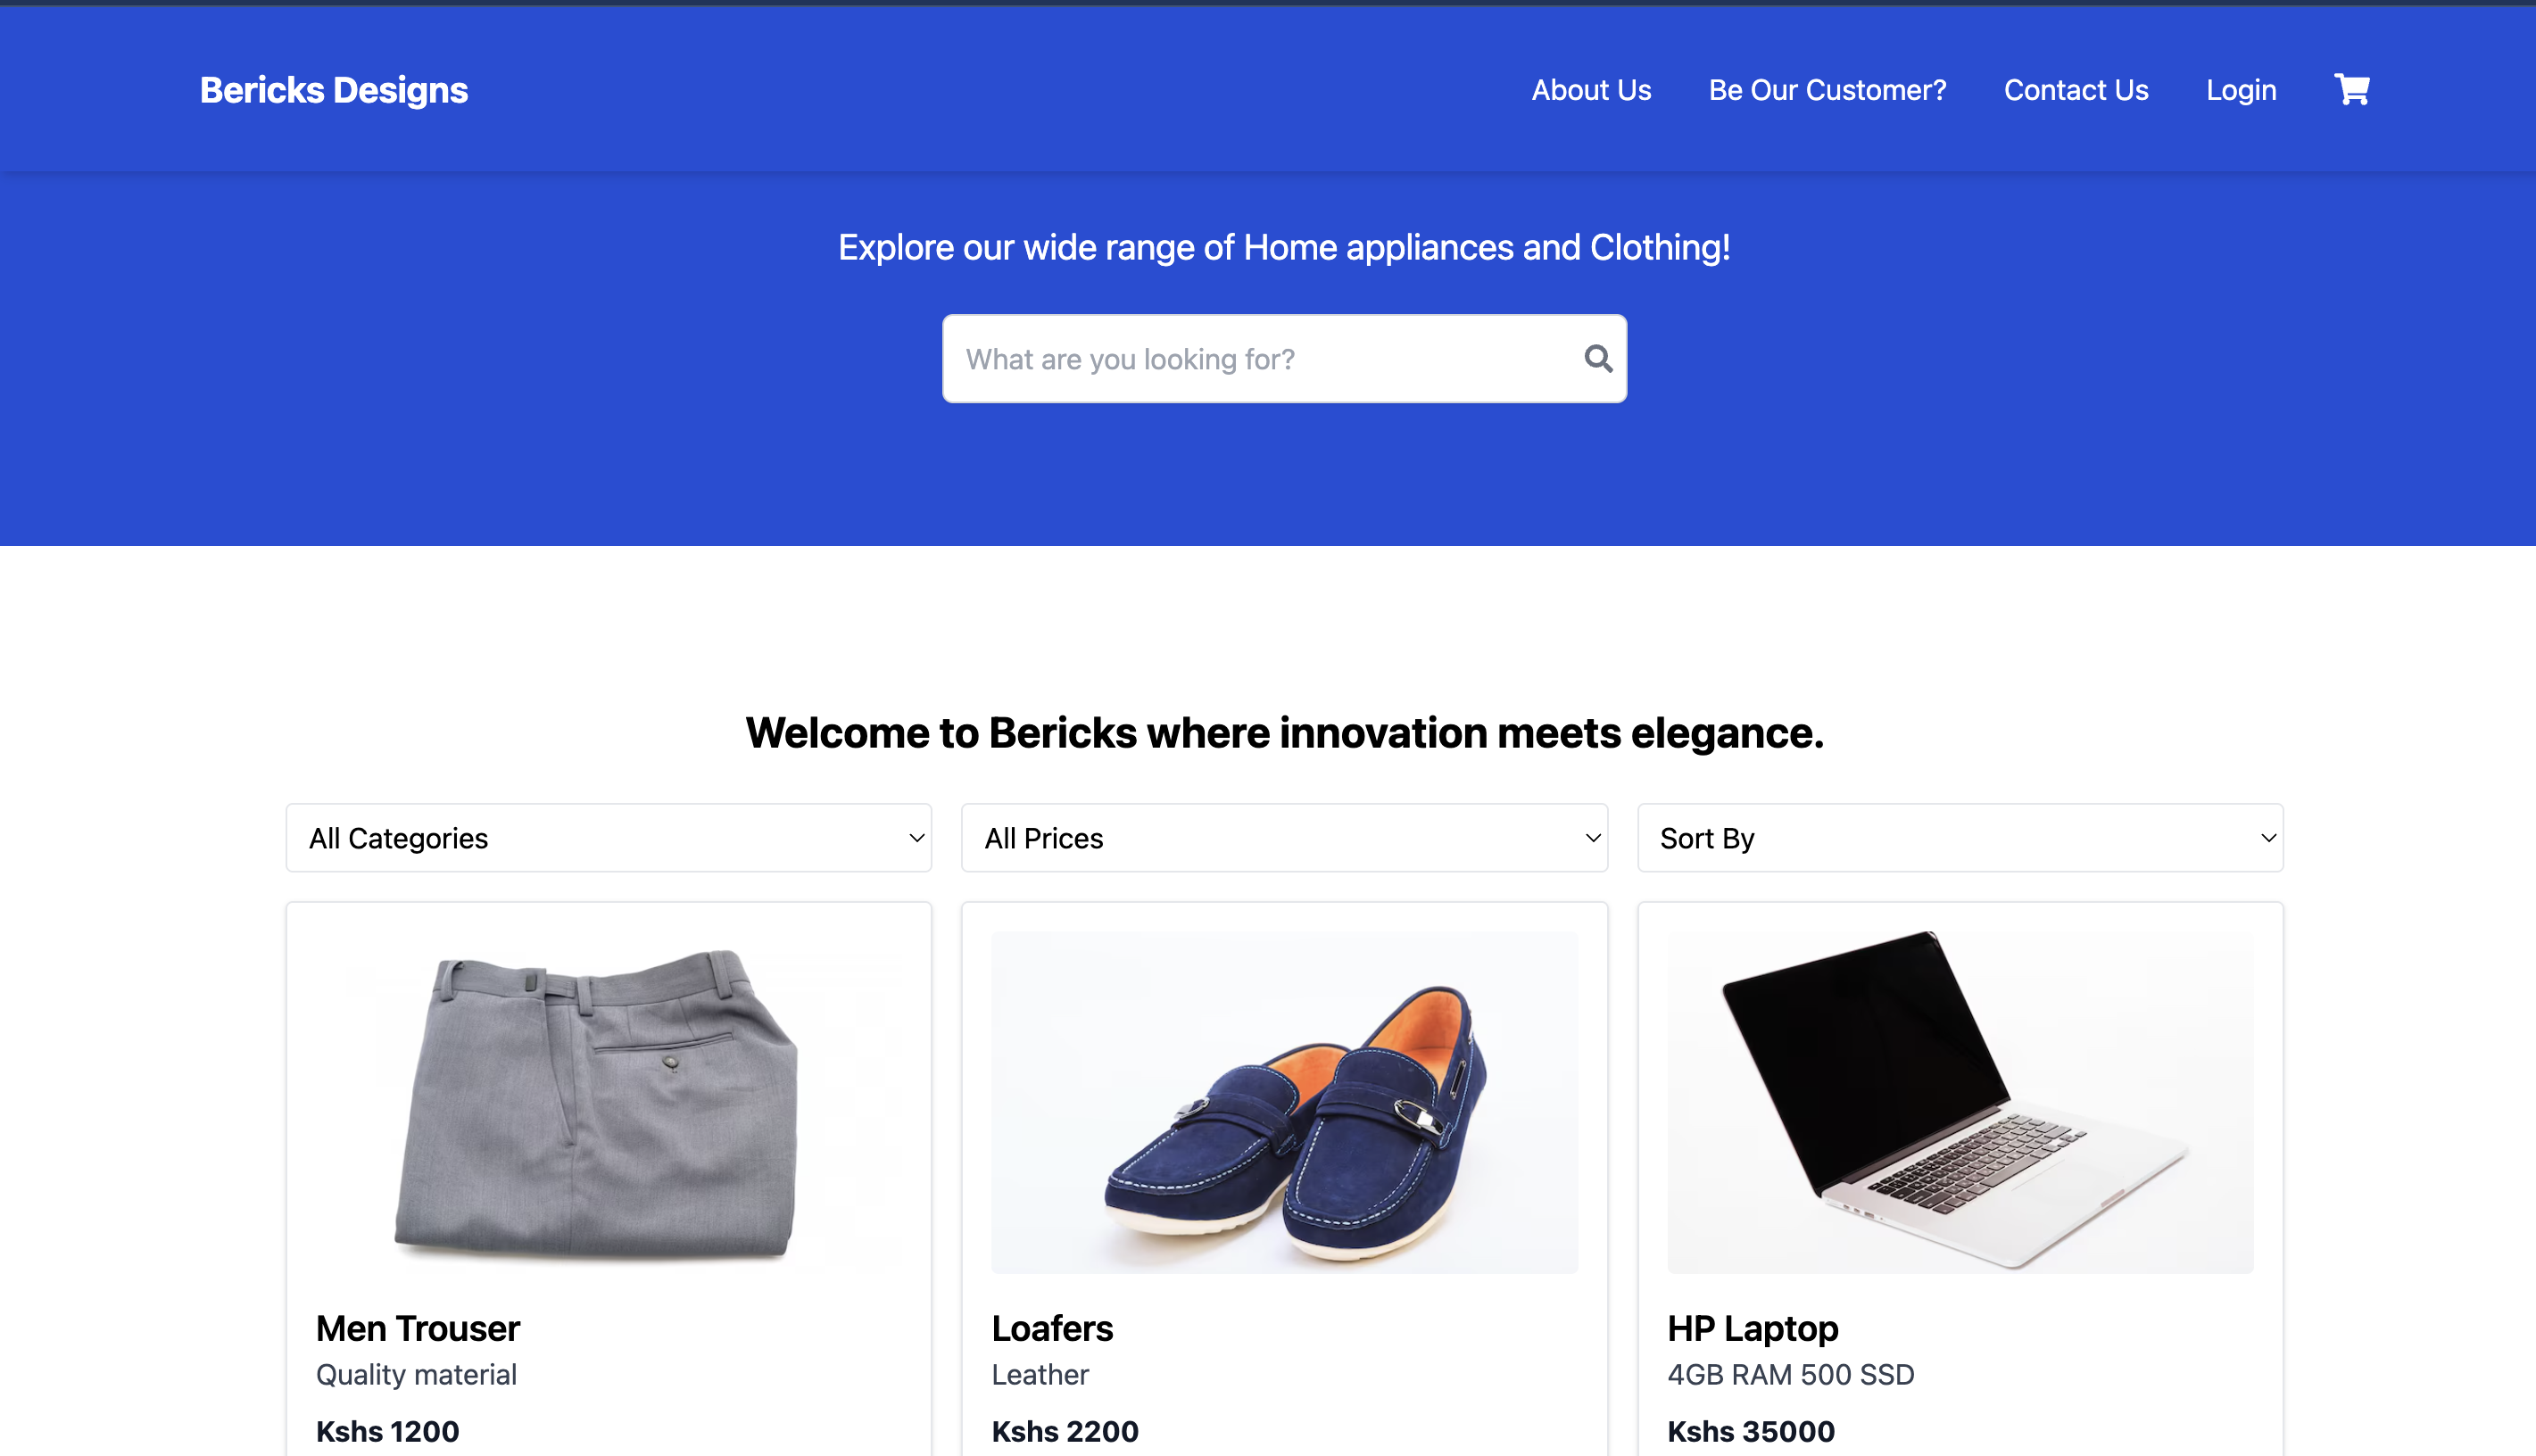 Bericks Designs
About Us
Be Our Customer?
Contact Us
Login
Explore our wide range of Home appliances and Clothing!
What are you looking for?
Welcome to Bericks where innovation meets elegance.
All Categories
All Prices
Sort By
Men Trouser
Quality material
Kshs 1200
Loafers
Leather
Kshs 2200
HP Laptop
4GB RAM 500 SSD
Kshs 35000